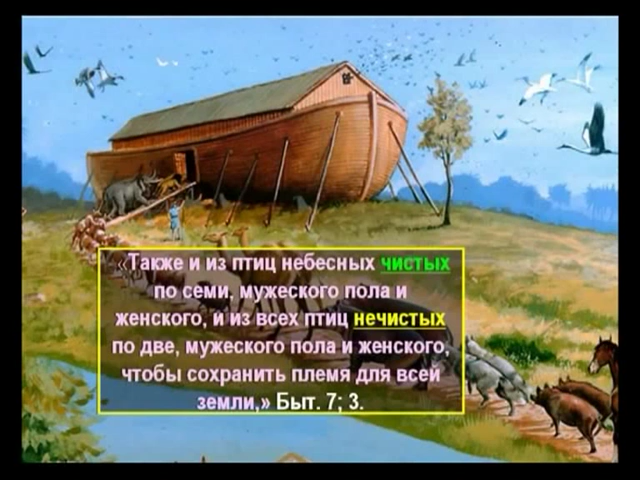 «Также и из птиц небесных чистых
по семи, мужеского пола и
женского, и из всех птиц нечистых
по две, мужеского пола и женского,
чтобы сохранить племя для всей
земли,» Быт. 7; 3.